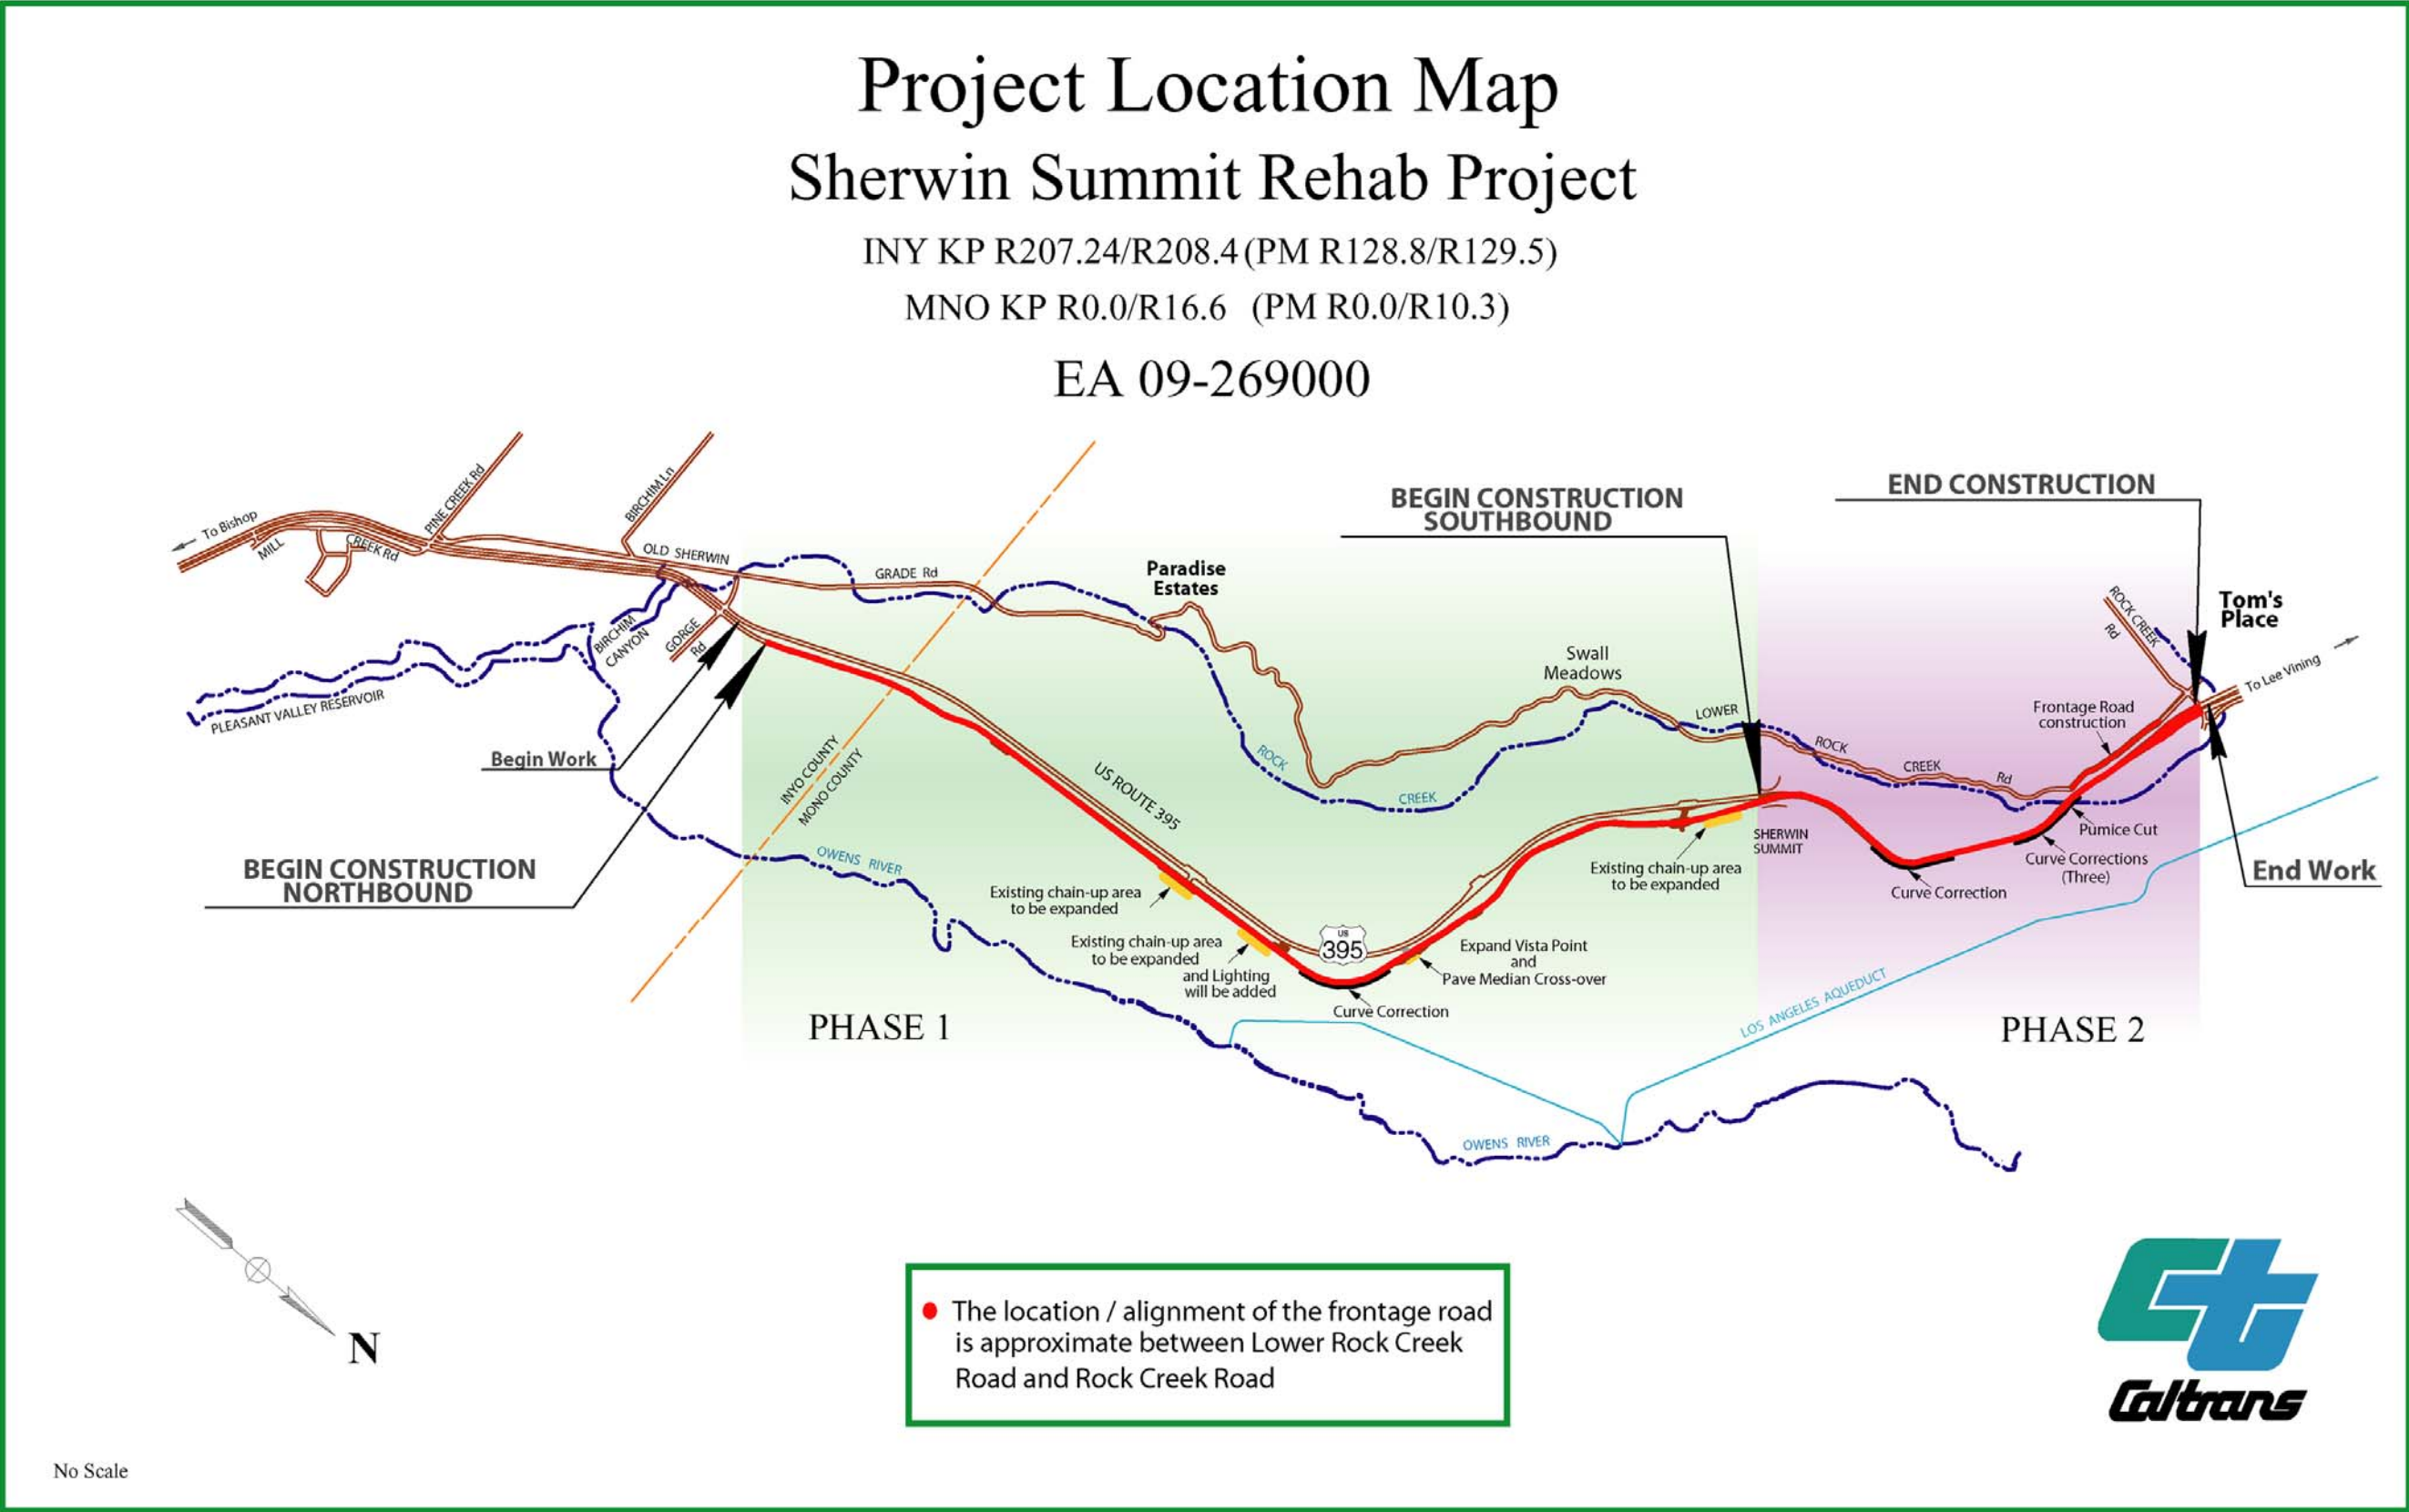 Project Location Map
Sherwin Summit Rehab Project
INY KP R207.24/R208.4 (PM R128.8/R129.5)
MNO KP R0.0/R16.6 (PM R0.0/R10.3)
EA 09-269000
To Bishop
MILL
CREEK Rd
PINE CREEK Rd
BIRCHIM Ln
OLD SHERWIN
GRADE Rd
BIRCHIM
CANYON
GORGE
Rd
PLEASANT VALLEY RESERVOIR
Begin Work
BEGIN CONSTRUCTION
NORTHBOUND
INYO COUNTY
MONO COUNTY
OWENS RIVER
Paradise
Estates
ROCK
CREEK
US ROUTE 395
Swall
Meadows
BEGIN CONSTRUCTION
SOUTHBOUND
END CONSTRUCTION
LOWER
ROCK
CREEK
Rd
ROCK CREEK
Rd
Tom's
Place
To Lee Vining
Frontage Road
construction
Pumice Cut
Curve Corrections
(Three)
End Work
Curve Correction
SHERWIN
SUMMIT
Existing chain-up area
to be expanded
Existing chain-up area
to be expanded
Existing chain-up area
to be expanded
and Lighting
will be added
US
395
Expand Vista Point
and
Pave Median Cross-over
Curve Correction
LOS ANGELES AQUEDUCT
PHASE 1
PHASE 2
OWENS RIVER
N
• The location / alignment of the frontage road
is approximate between Lower Rock Creek
Road and Rock Creek Road
ct
Caltrans
No Scale